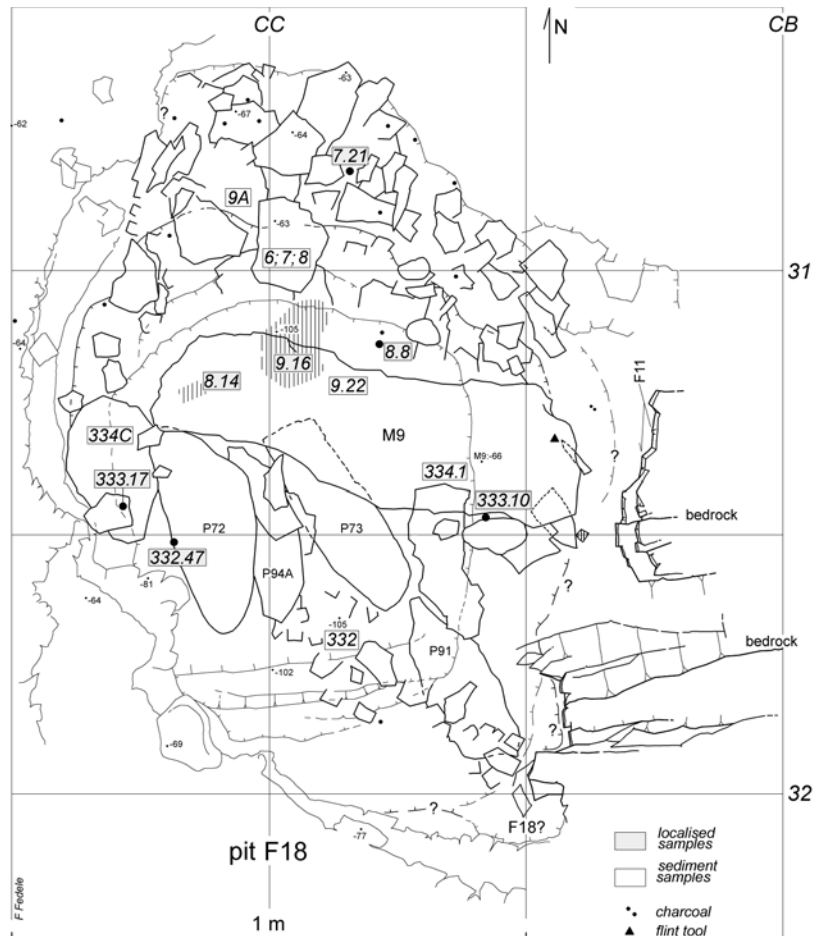 CC
CB
N
-63
-62
-67
-64
?
7.21
9A
-63
6;7;8
31
-64
-105
9.16
8.8
8.14
9.22
F11
M9
334C
?
M9:-66
334.1
333.17
333.10
bedrock
P72
P73
332.47
P94A
-81
-64
?
-105
332
bedrock
P91
-102
-69
?
32
?
F18?
-77
pit F18
localised
samples
sediment
samples
F Fedele
charcoal
1 m
flint tool